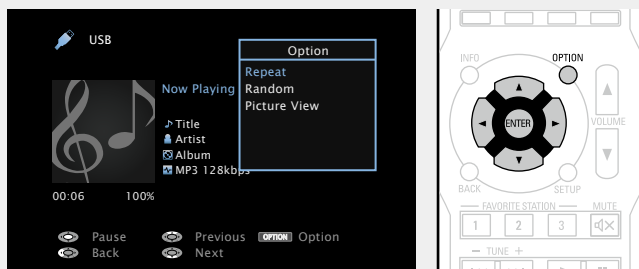 USB
Option
Repeat
Random
Picture View
Now Playing
Title
Artist
Album
MP3 128kbps
00:06 100%
Pause Previous OPTION Option
Back Next
INFO OPTION
ENTER
VOLUME
BACK SETUP
FAVORITE STATION MUTE
1 2 3
− TUNE +